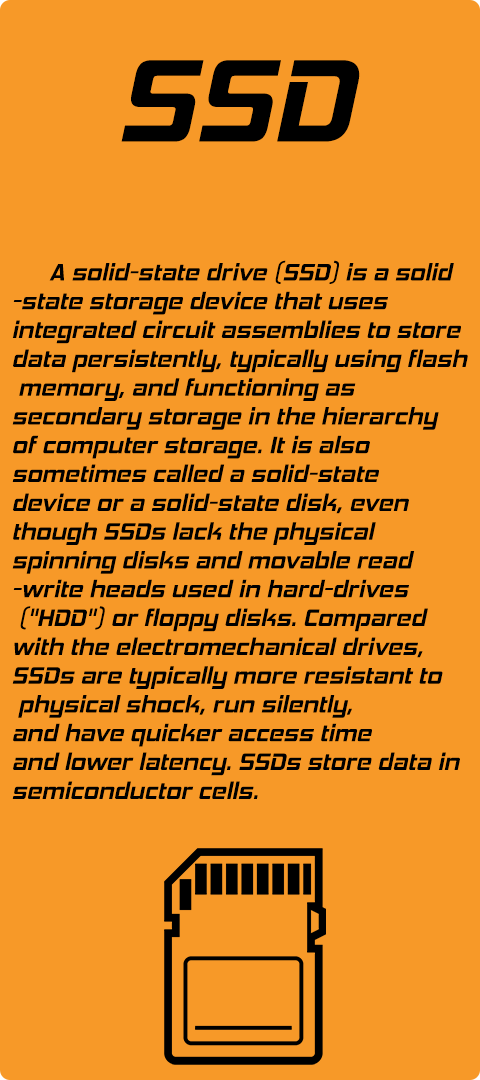 SSD
A solid-state drive (SSD) is a solid
-state storage device that uses
integrated circuit assemblies to store
data persistently, typically using flash
memory, and functioning as
secondary storage in the hierarchy
of computer storage. It is also
sometimes called a solid-state
device or a solid-state disk, even
though SSDs lack the physical
spinning disks and movable read
-write heads used in hard-drives
("HDD") or floppy disks. Compared
with the electromechanical drives,
SSDs are typically more resistant to
physical shock, run silently,
and have quicker access time
and lower latency. SSDs store data in
semiconductor cells.